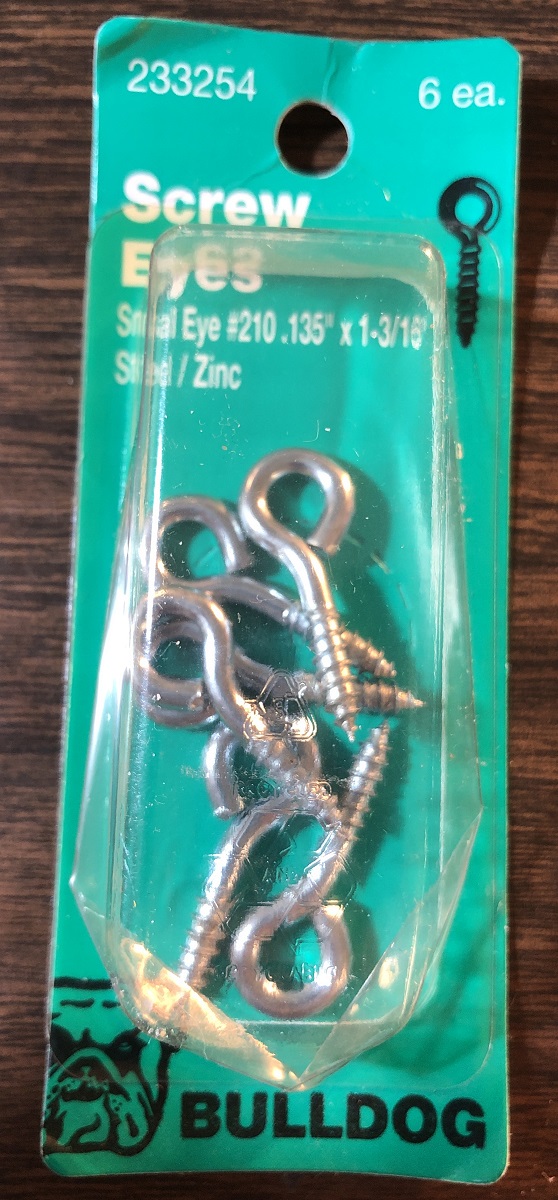 233254
6 ea.
Screw
Eyes
Small Eye #210 .135" x 1-3/16"
Steel / Zinc
BULLDOG